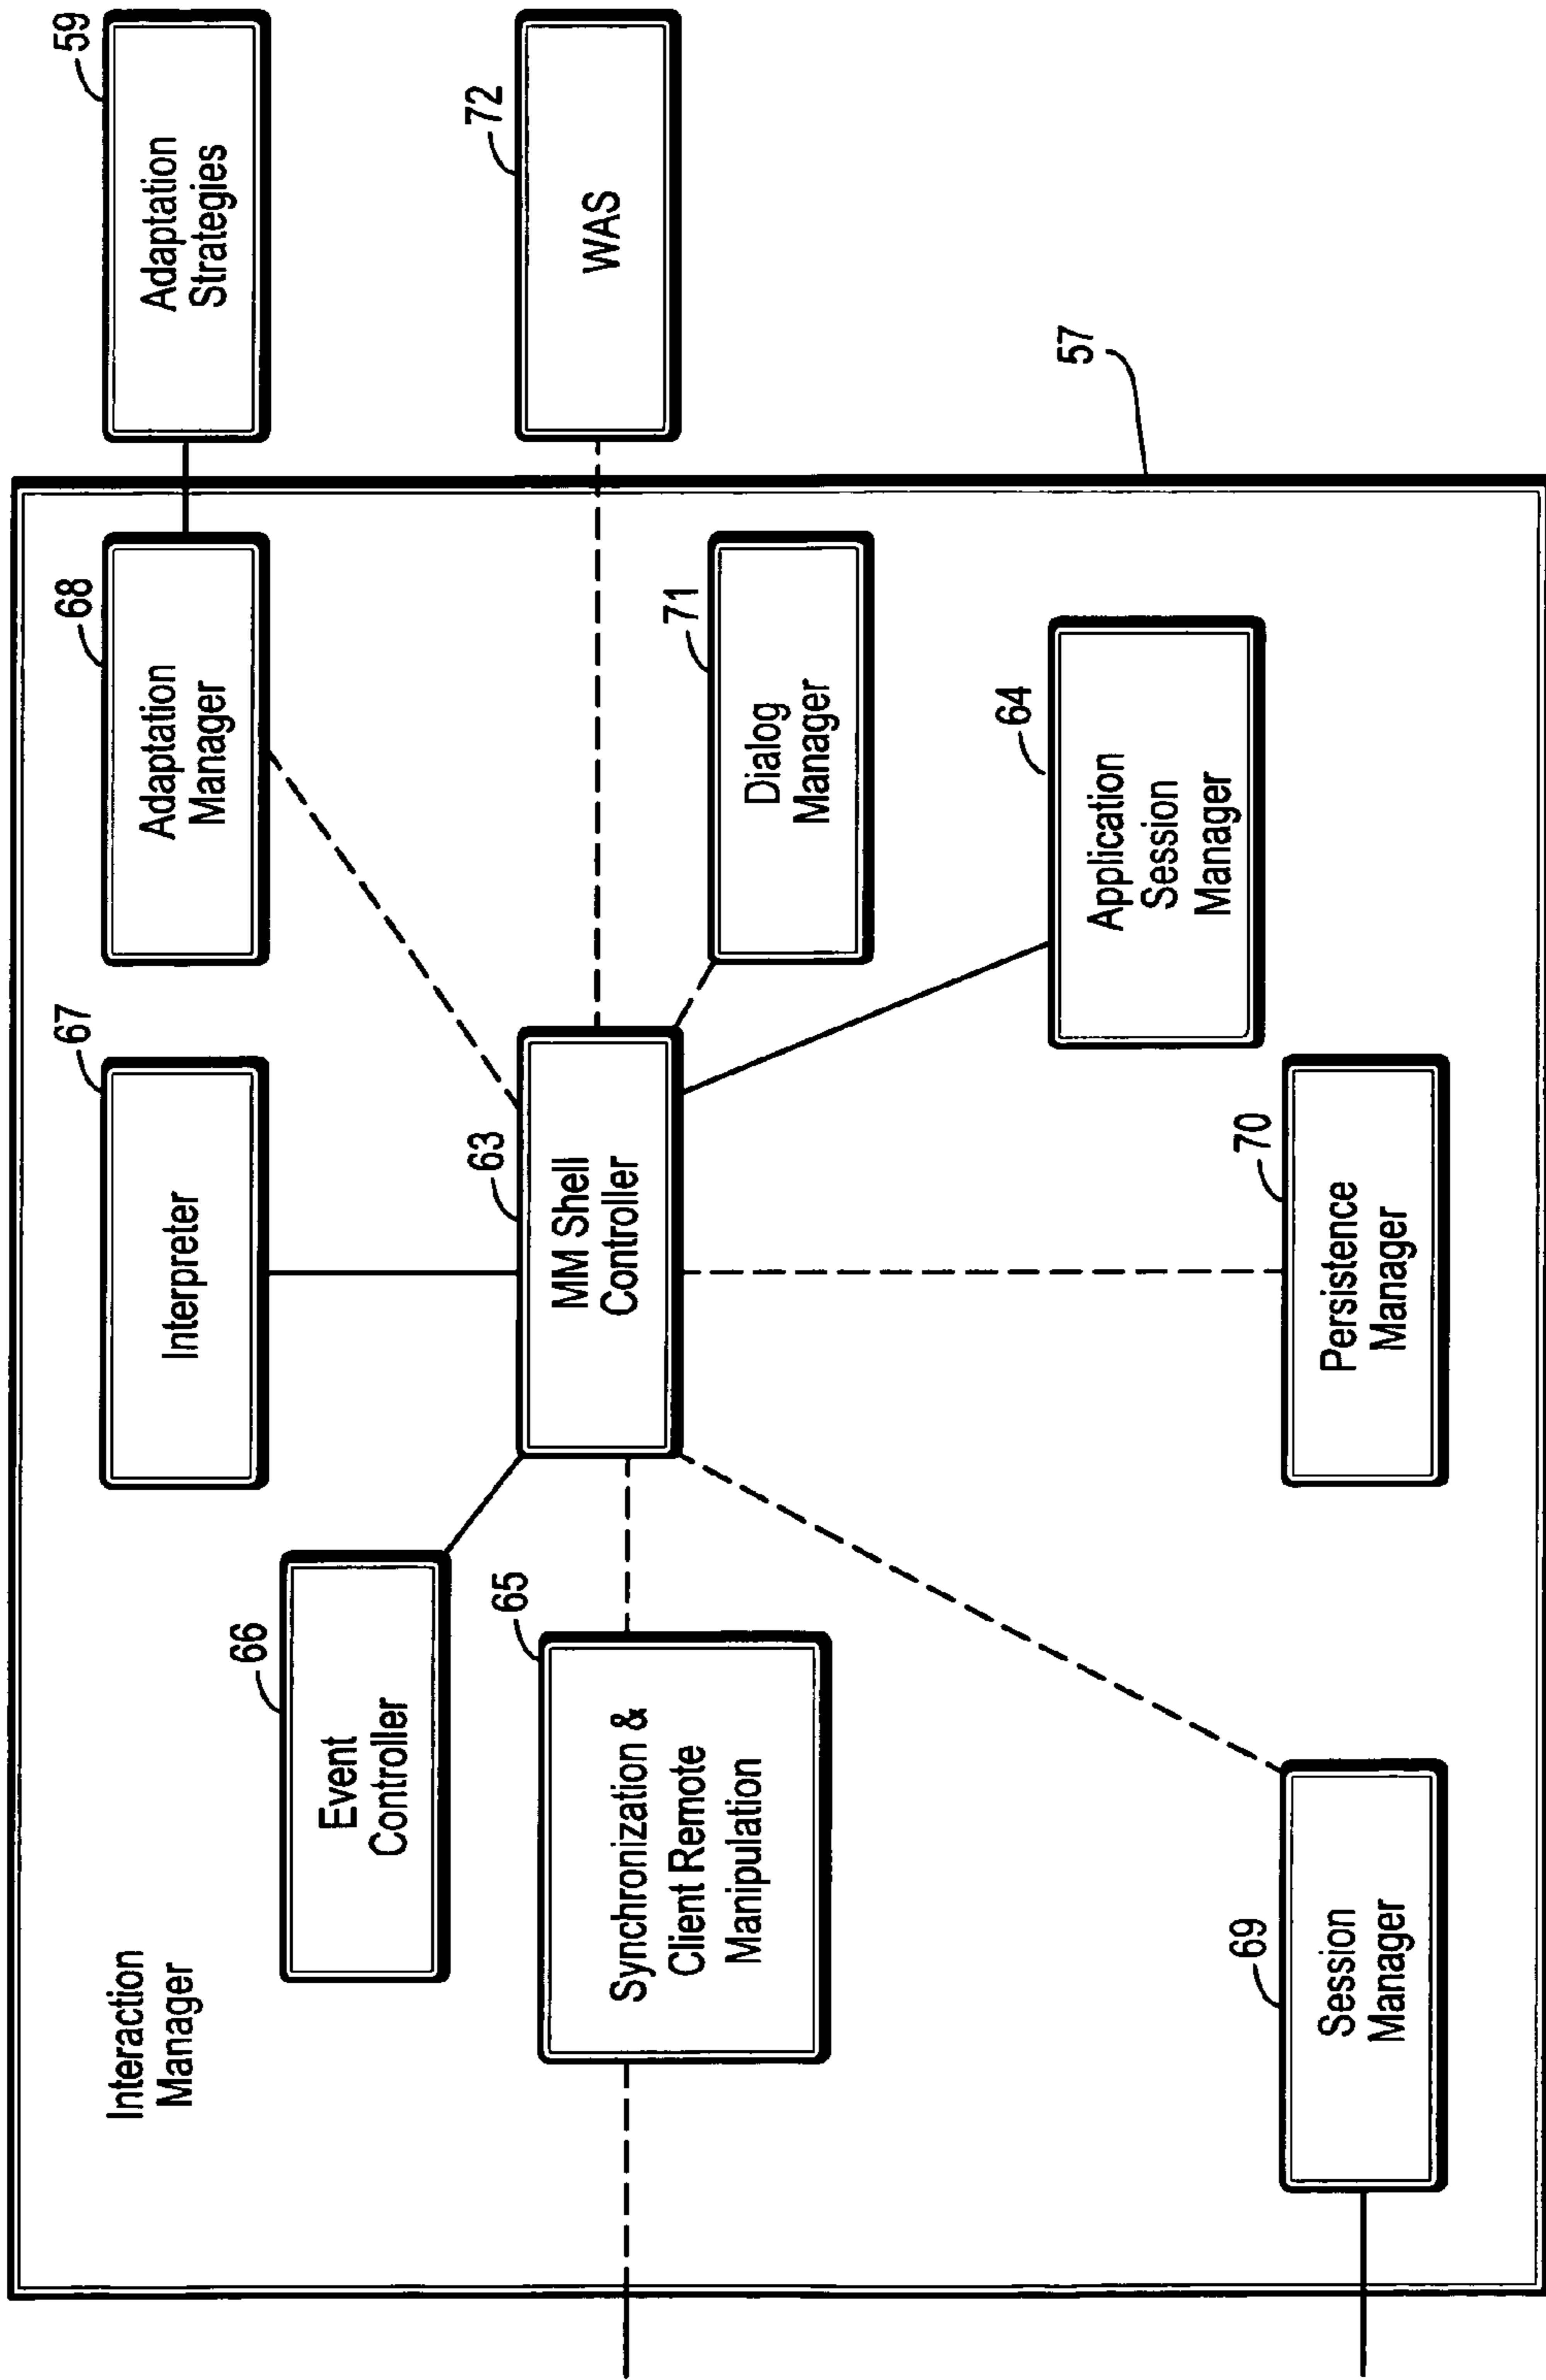 Interaction
Manager
Event
Controller
66
Interpreter
67
Adaptation
Manager
68
Adaptation
Strategies
59
Synchronization &
Client Remote
Manipulation
65
MM Shell
Controller
63
WAS
72
Dialog
Manager
71
Application
Session
Manager
64
57
Session
Manager
69
Persistence
Manager
70